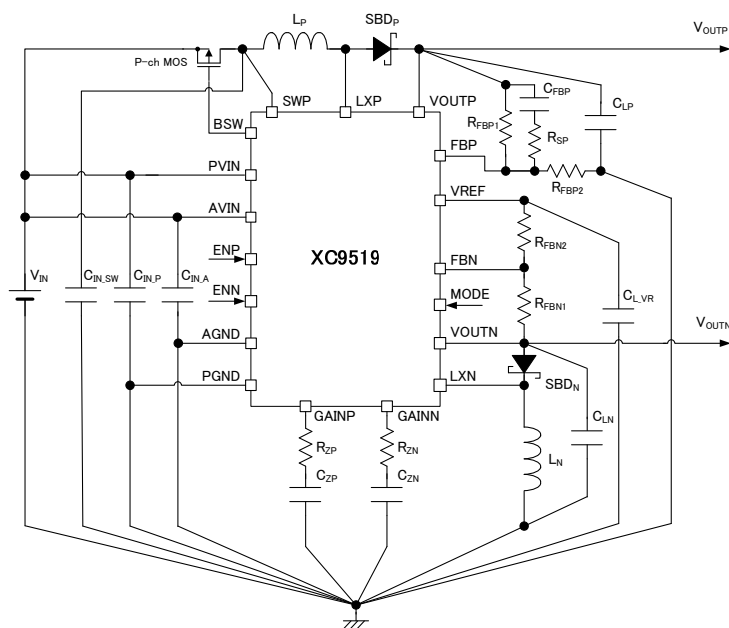 L_P
SBD_P
V_OUTP
P-ch MOS
SWP
LXP
VOUTP
C_FBP
C_LP
R_FBP1
R_SP
BSW
FBP
R_FBP2
PVIN
VREF
AVIN
R_FBN2
XC9519
ENP
FBN
V_IN
C_IN_SW
C_IN_P
C_IN_A
R_FBN1
C_L_VR
ENN
MODE
AGND
VOUTN
V_OUTN
PGND
LXN
SBD_N
GAINP
GAINN
C_LN
R_ZP
R_ZN
L_N
C_ZP
C_ZN